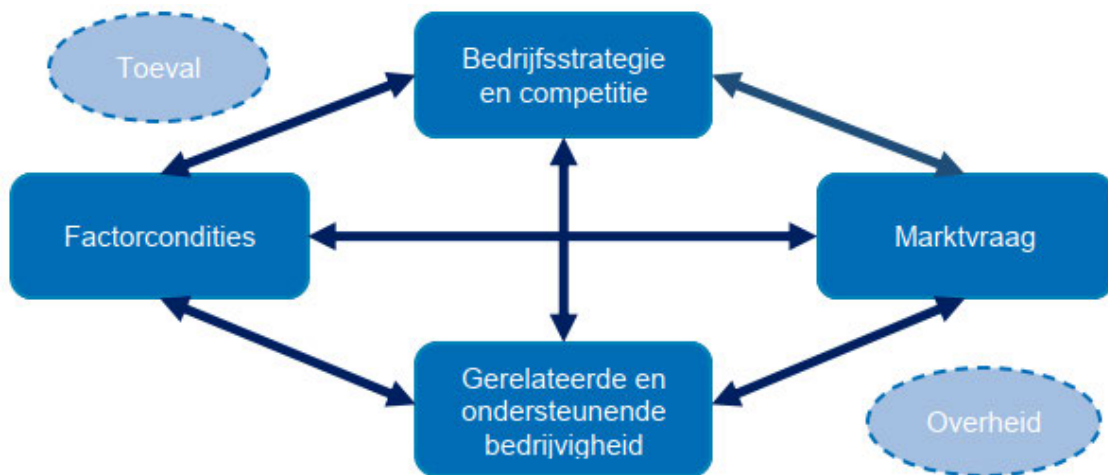 Toeval
Bedrijfsstrategie
en competitie
Factorcondities
Marktvraag
Gerelateerde en
ondersteunende
bedrijvigheid
Overheid